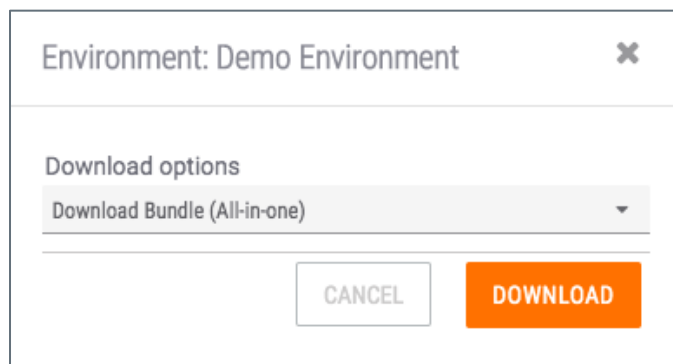 Environment: Demo Environment
Download options
Download Bundle (All-in-one)
CANCEL
DOWNLOAD